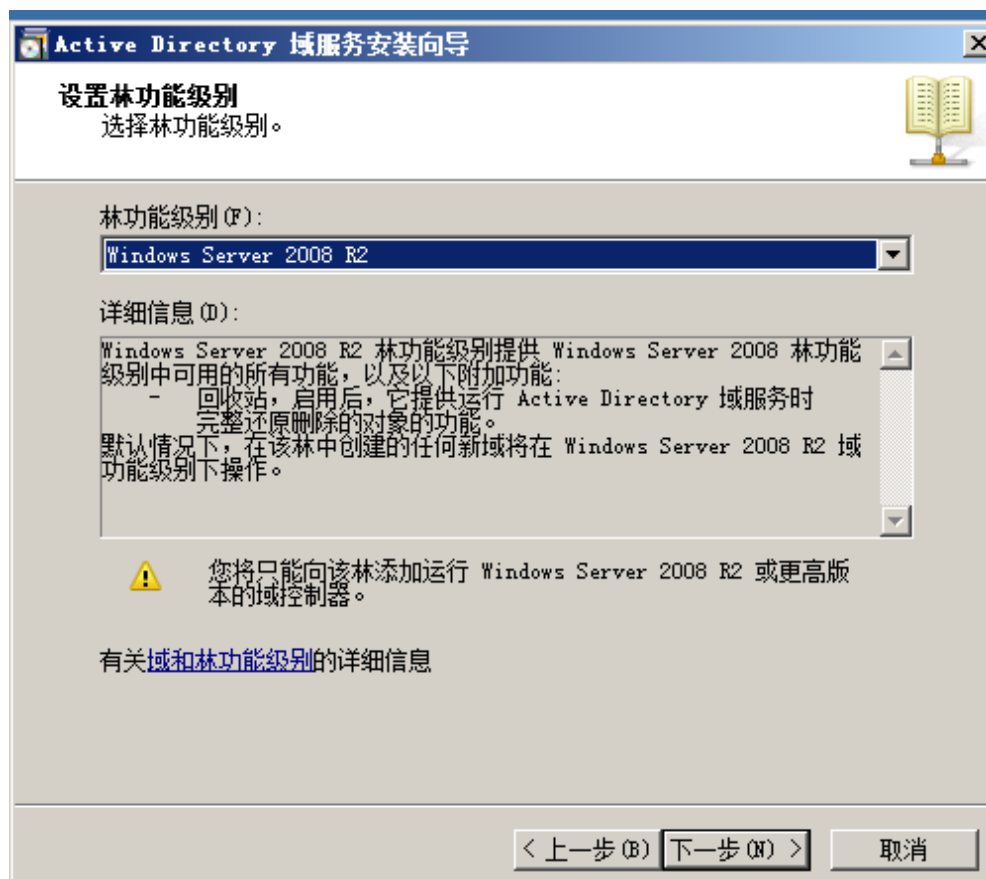 Active Directory 域服务安装向导
设置林功能级别
选择林功能级别。
林功能级别(F):
Windows Server 2008 R2
详细信息(D):
Windows Server 2008 R2 林功能级别提供 Windows Server 2008 林功能
级别中可用的所有功能，以及以下附加功能:
- 回收站，启用后，它提供运行 Active Directory 域服务时
完整还原删除的对象的功能。
默认情况下，在该林中创建的任何新域将在 Windows Server 2008 R2 域
功能级别下操作。
您将只能向该林添加运行 Windows Server 2008 R2 或更高版
本的域控制器。
有关域和林功能级别的详细信息
< 上一步(B) 下一步(N) > 取消